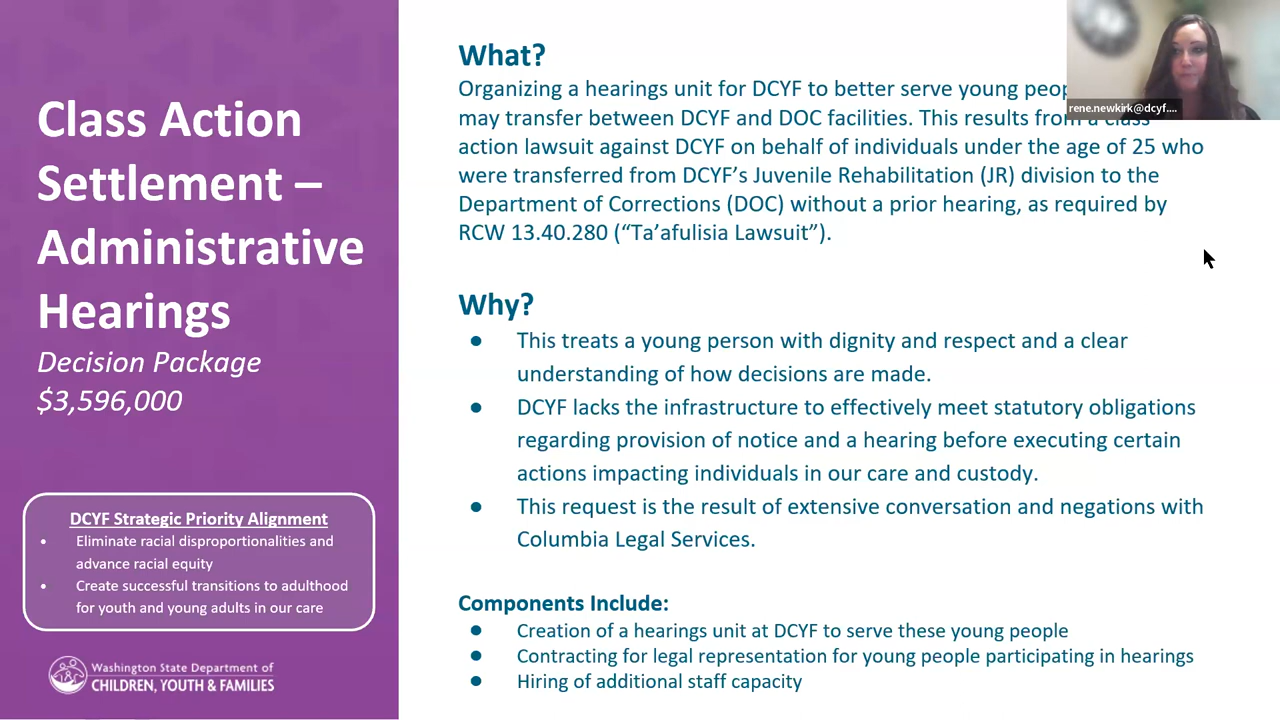 Class Action
Settlement –
Administrative
Hearings
Decision Package
$3,596,000
DCYF Strategic Priority Alignment
• Eliminate racial disproportionalities and
advance racial equity
• Create successful transitions to adulthood
for youth and young adults in our care
Washington State Department of
CHILDREN, YOUTH & FAMILIES
What?
Organizing a hearings unit for DCYF to better serve young
may transfer between DCYF and DOC facilities. This results from a class
action lawsuit against DCYF on behalf of individuals under the age of 25 who
were transferred from DCYF’s Juvenile Rehabilitation (JR) division to the
Department of Corrections (DOC) without a prior hearing, as required by
RCW 13.40.280 (“Ta’afulisia Lawsuit”).
Why?
● This treats a young person with dignity and respect and a clear
understanding of how decisions are made.
● DCYF lacks the infrastructure to effectively meet statutory obligations
regarding provision of notice and a hearing before executing certain
actions impacting individuals in our care and custody.
● This request is the result of extensive conversation and negations with
Columbia Legal Services.
Components Include:
● Creation of a hearings unit at DCYF to serve these young people
● Contracting for legal representation for young people participating in hearings
● Hiring of additional staff capacity
rene.newkirk@dcyf....